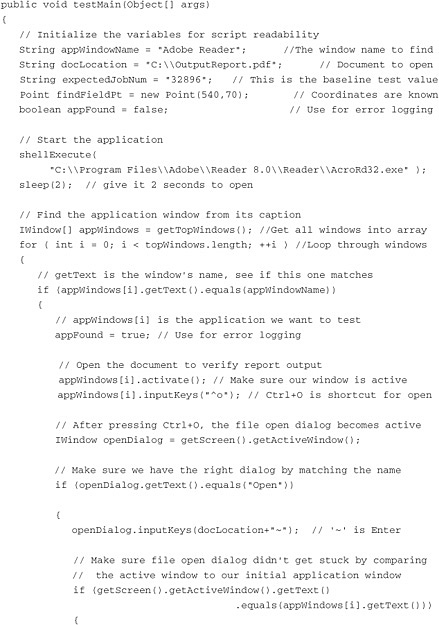 public void testMain(Object[] args)
{
// Initialize the variables for script readability
String appWindowName = "Adobe Reader"; //The window name to find
String docLocation = "C:\\OutputReport.pdf"; // Document to open
String expectedJobNum = "32896"; // This is the baseline test value
Point findFieldPt = new Point(540,70); // Coordinates are known
boolean appFound = false; // Use for error logging
// Start the application
shellExecute(
"C:\\Program Files\\Adobe\\Reader 8.0\\Reader\\AcroRd32.exe" );
sleep(2); // give it 2 seconds to open
// Find the application window from its caption
IWindow[] appWindows = getTopWindows(); //Get all windows into array
for ( int i = 0; i < topWindows.length; ++i ) //Loop through windows
{
// getText is the window's name, see if this one matches
if (appWindows[i].getText().equals(appWindowName))
{
// appWindows[i] is the application we want to test
appFound = true; // Use for error logging
// Open the document to verify report output
appWindows[i].activate(); // Make sure our window is active
appWindows[i].inputKeys("^o"); // Ctrl+O is shortcut for open
// After pressing Ctrl+O, the file open dialog becomes active
IWindow openDialog = getScreen().getActiveWindow();
// Make sure we have the right dialog by matching the name
if (openDialog.getText().equals("Open"))
{
openDialog.inputKeys(docLocation+"~"); // '~' is Enter
// Make sure file open dialog didn't get stuck by comparing
// the active window to our initial application window
if (getScreen().getActiveWindow().getText()
.equals(appWindows[i].getText()))
{